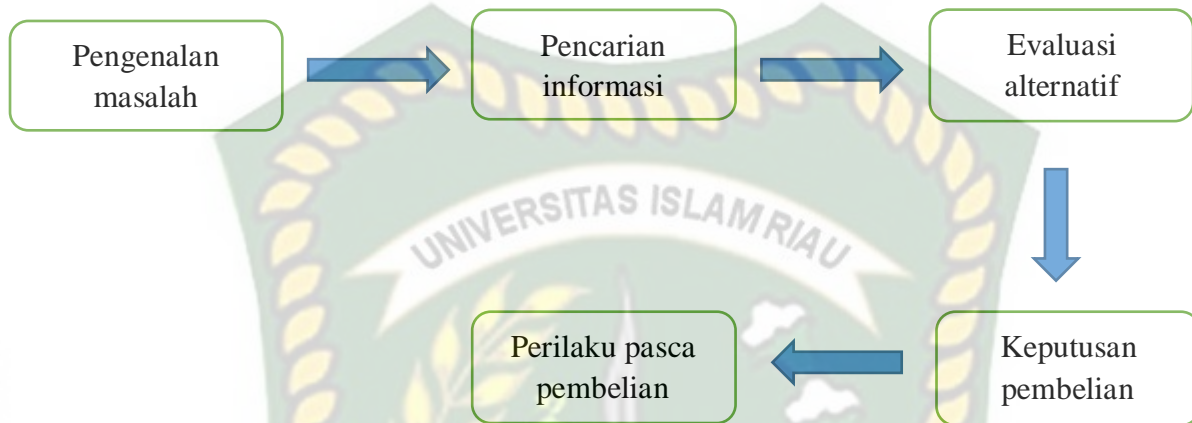 Pengenalan
masalah
Pencarian
informasi
Evaluasi
alternatif
UNIVERSITAS ISLAM RIAU
Keputusan
pembelian
Perilaku pasca
pembelian